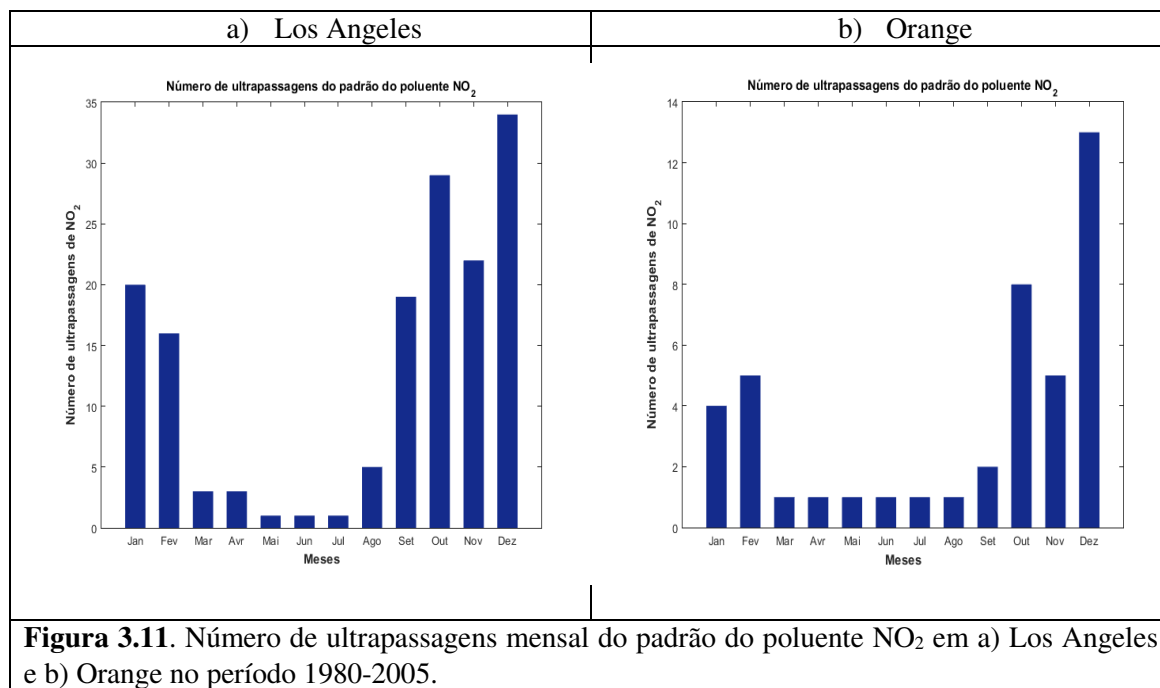 a) Los Angeles
b) Orange
Número de ultrapassagens do padrão do poluente NO2
Número de ultrapassagens de NO2
35
30
25
20
15
10
5
0
Jan Fev Mar Avr Mai Jun Jul Ago Set Out Nov Dez
Meses
Número de ultrapassagens do padrão do poluente NO2
Número de ultrapassagens de NO2
14
12
10
8
6
4
2
0
Jan Fev Mar Avr Mai Jun Jul Ago Set Out Nov Dez
Meses
Figura 3.11. Número de ultrapassagens mensal do padrão do poluente NO2 em a) Los Angeles
e b) Orange no período 1980-2005.